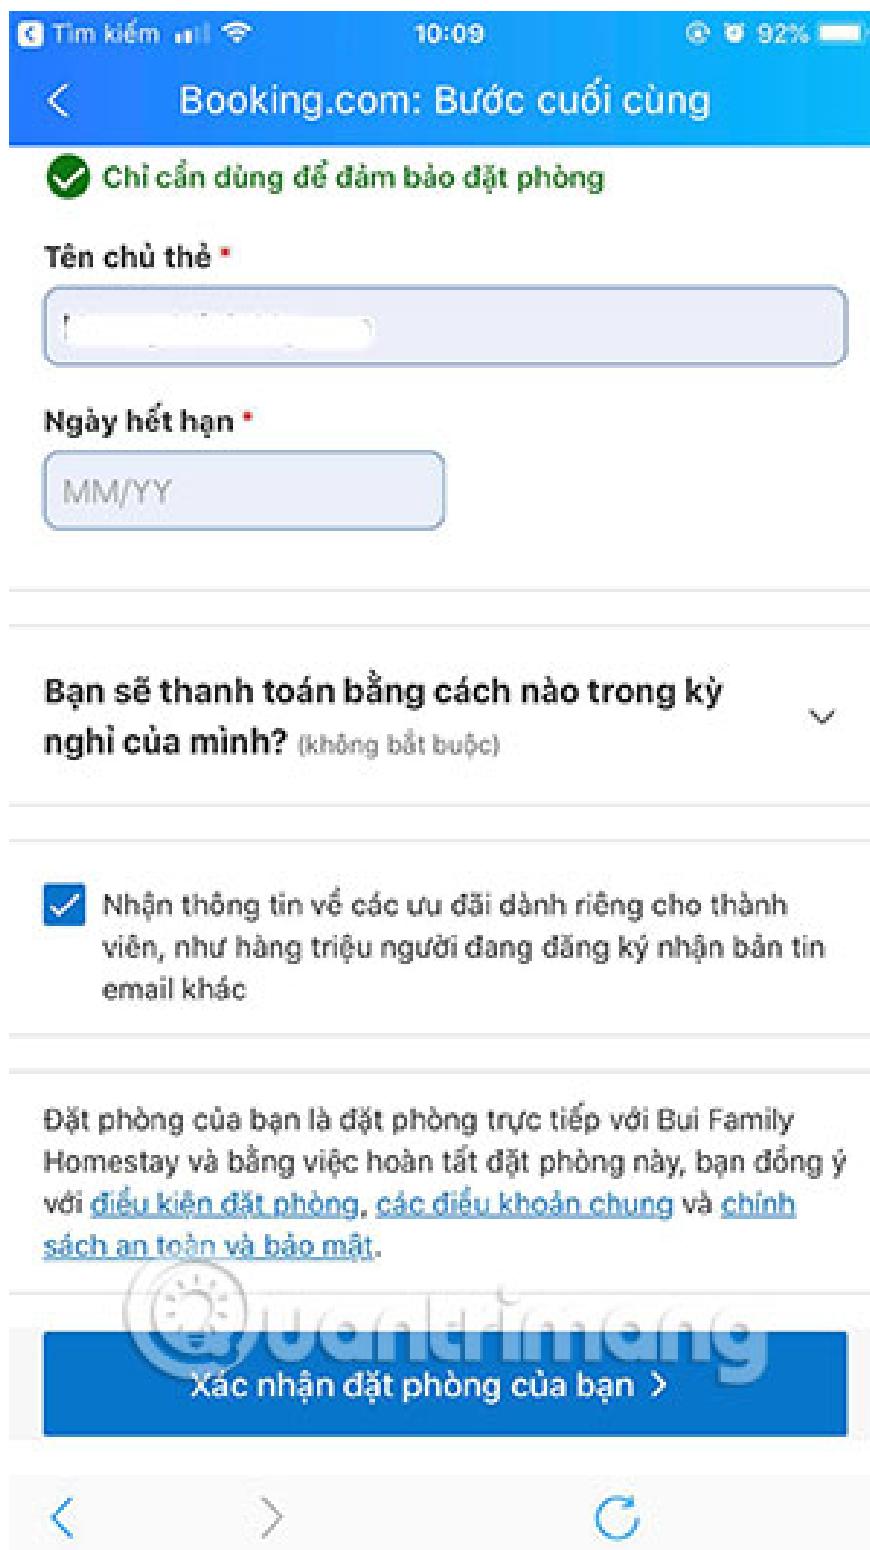 Tìm kiếm 10:09 92%
Booking.com: Bước cuối cùng
Chỉ cần dùng để đảm bảo đặt phòng
Tên chủ thẻ *
Ngày hết hạn *
MM/YY
Bạn sẽ thanh toán bằng cách nào trong kỳ
nghỉ của mình? (không bắt buộc)
Nhận thông tin về các ưu đãi dành riêng cho thành
viên, như hàng triệu người đang đăng ký nhận bản tin
email khác
Đặt phòng của bạn là đặt phòng trực tiếp với Bui Family
Homestay và bằng việc hoàn tất đặt phòng này, bạn đồng ý
với điều kiện đặt phòng, các điều khoản chung và chính
sách an toàn và bảo mật.
Quantrimang
Xác nhận đặt phòng của bạn >